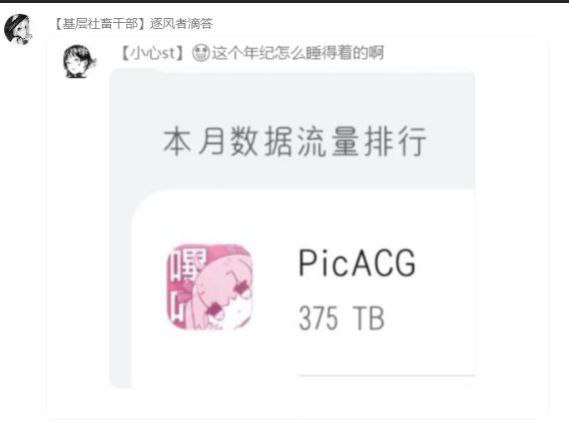 【基层社畜干部】逐风者滴答
【小心st】🤩这个年纪怎么睡得着的啊
本月数据流量排行
嗶
PicACG
375 TB